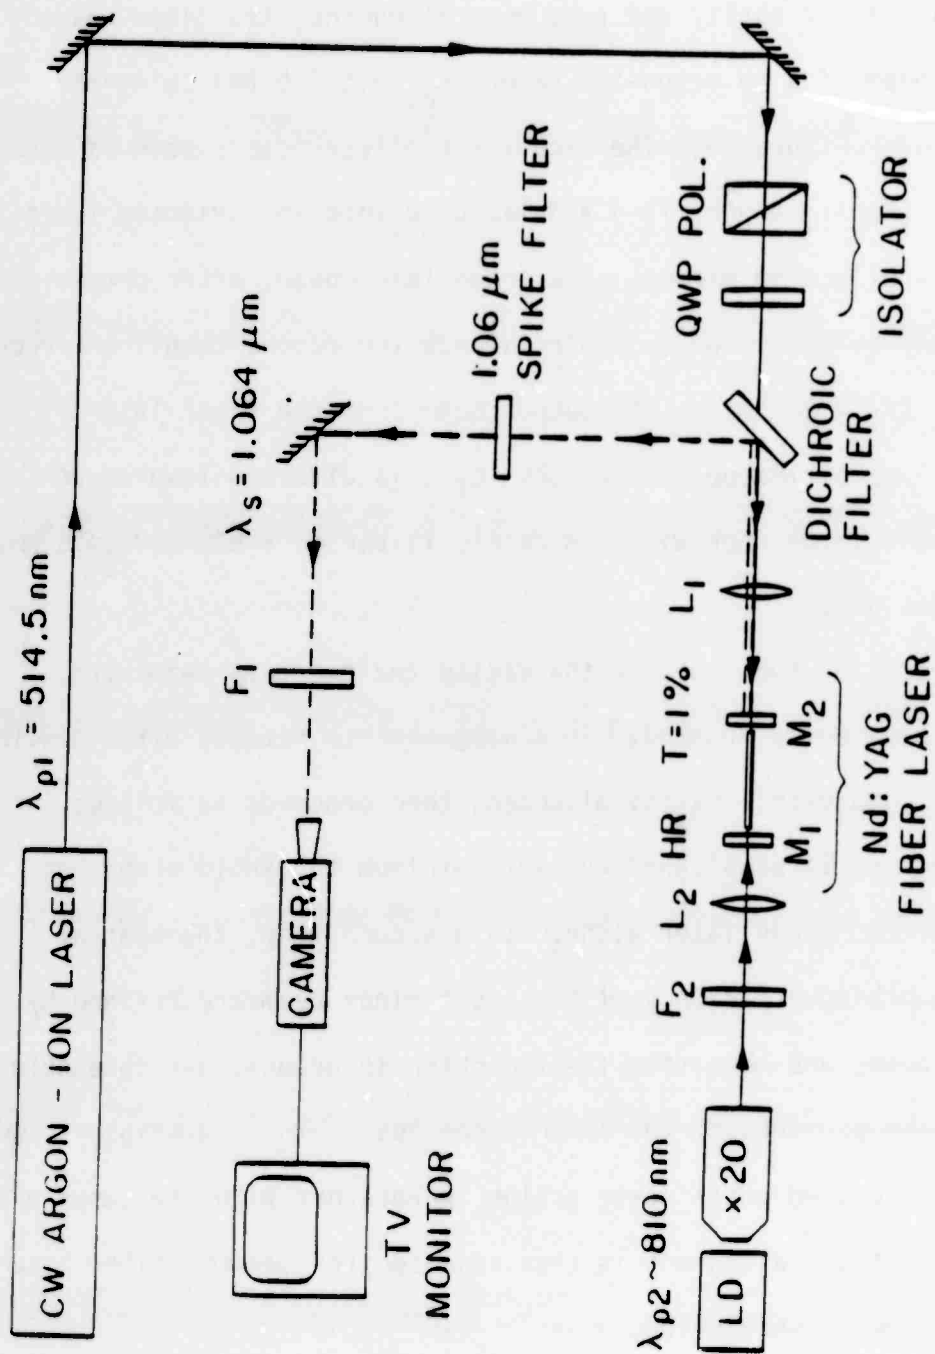 CW ARGON - ION LASER
λp1 = 514.5 nm
TV
MONITOR
CAMERA
F1
λs = 1.064 μm
1.06 μm
SPIKE FILTER
λp2 ~ 810 nm
LD
× 20
F2
L2
HR
T = 1%
M1
M2
Nd: YAG
FIBER LASER
L1
DICHROIC
FILTER
QWP
POL.
ISOLATOR